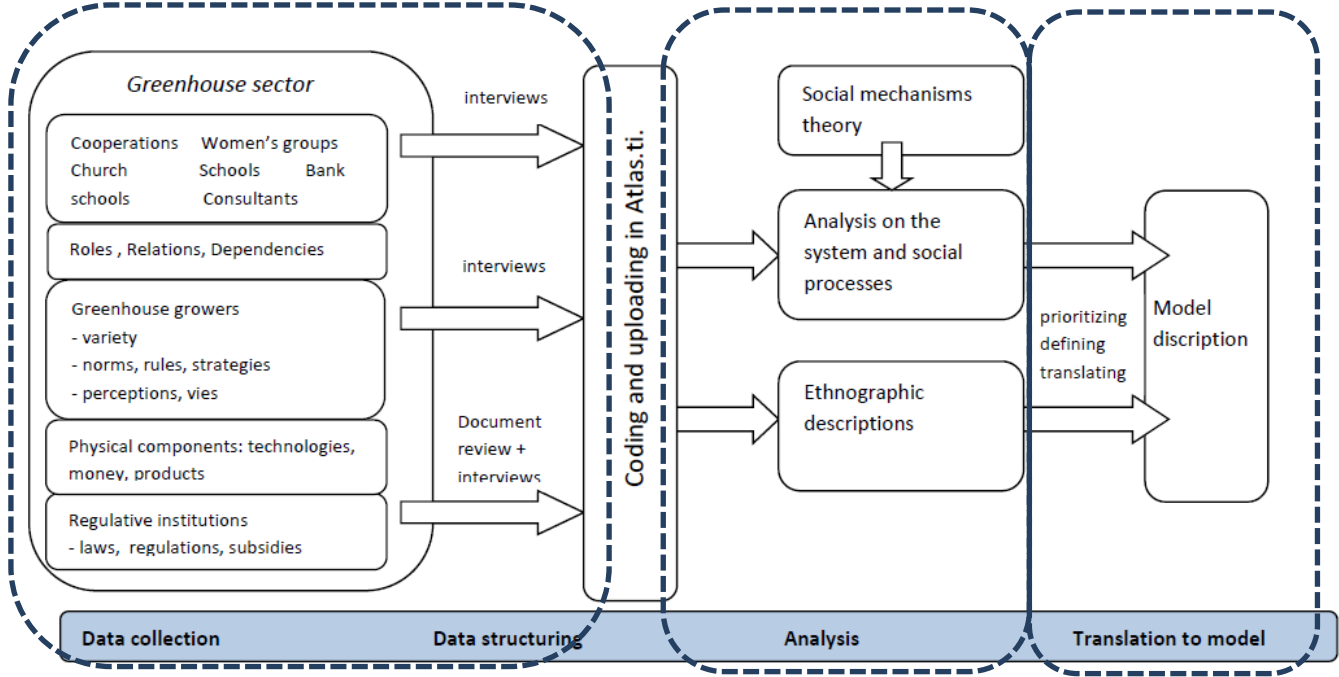 Greenhouse sector
Cooperations Women's groups
Church Schools Bank
schools Consultants
Roles , Relations, Dependencies
Greenhouse growers
- variety
- norms, rules, strategies
- perceptions, vies
Physical components: technologies,
money, products
Regulative institutions
- laws, regulations, subsidies
interviews
interviews
Document
review +
interviews
Coding and uploading in Atlas.ti.
Social mechanisms
theory
Analysis on the
system and social
processes
Ethnographic
descriptions
prioritizing
defining
translating
Model
discription
Data collection
Data structuring
Analysis
Translation to model